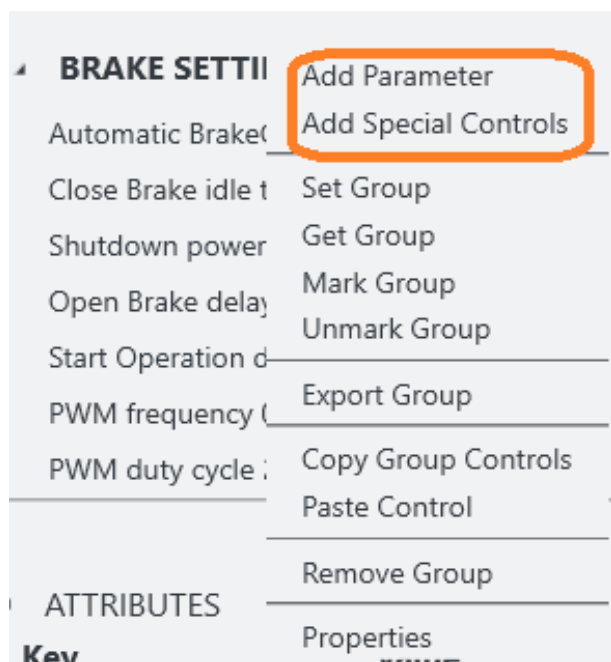 BRAKE SETTI
Automatic Brake
Close Brake idle t
Shutdown power
Open Brake delay
Start Operation d
PWM frequency
PWM duty cycle
ATTRIBUTES
Key
Add Parameter
Add Special Controls
Set Group
Get Group
Mark Group
Unmark Group
Export Group
Copy Group Controls
Paste Control
Remove Group
Properties